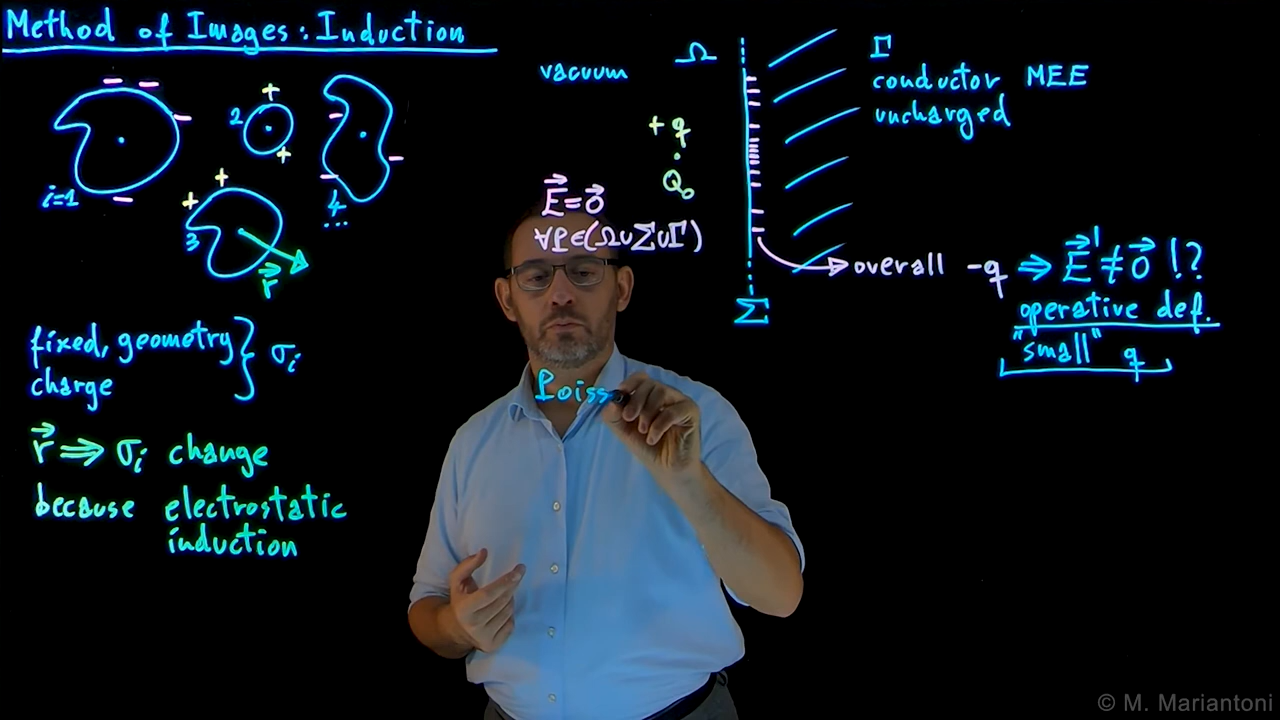 Method of Images: Induction
− − − − i=1
2 + +
− − − 4 ...
+ + 3 r⃗
fixed, geometry
charge } σi
r⃗ ⇒ σi change
because electrostatic
induction
vacuum
Ω
Γ
conductor MEE
uncharged
+q
Q₀
E⃗=0⃗
∀P∈(Ω∪Σ∪Γ)
Σ
overall −q ⇒ E⃗'≠0⃗ !?
operative def.
"small" q
Poiss
© M. Mariantoni